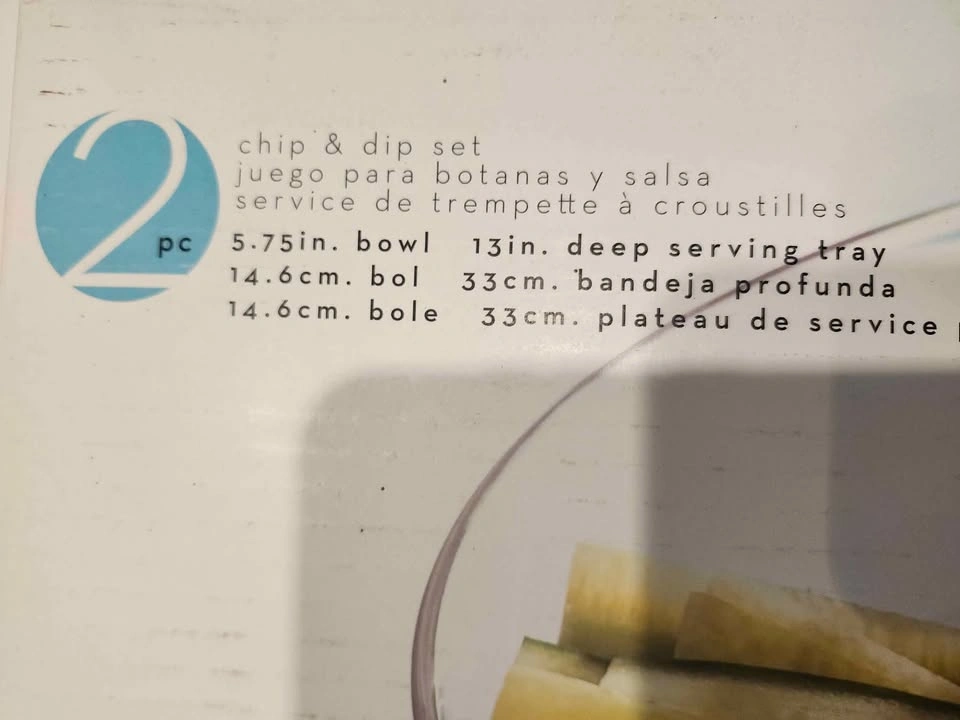 2 pc
chip & dip set
juego para botanas y salsa
service de trempette à croustilles
5.75in. bowl 13in. deep serving tray
14.6cm. bol 33cm. bandeja profunda
14.6cm. bole 33cm. plateau de service